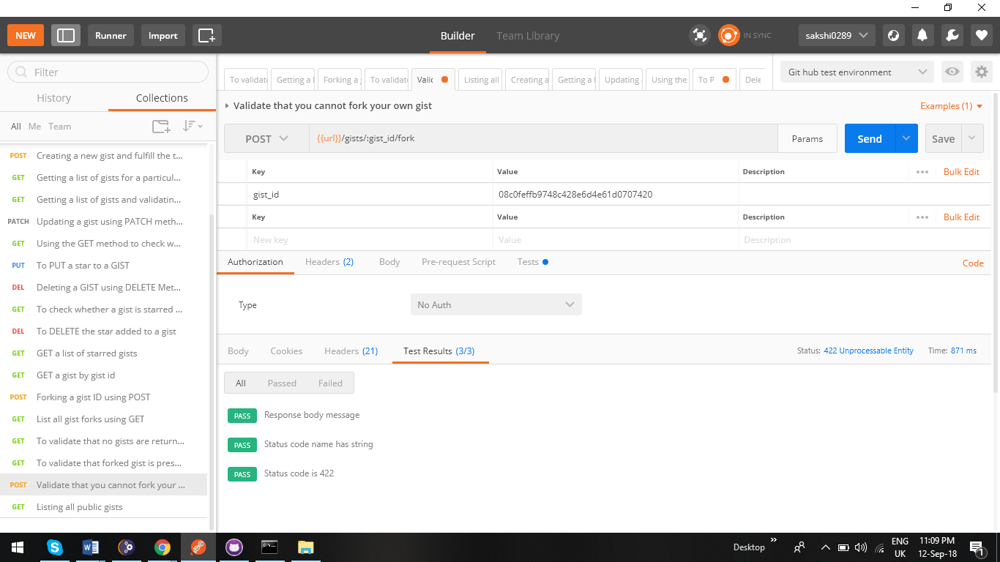 NEW
Runner
Import
Builder
Team Library
IN SYNC
sakshi0289
Filter
History
Collections
All Me Team
POST Creating a new gist and fulfill the t...
GET Getting a list of gists for a particul...
GET Getting a list of gists and validatin...
PATCH Updating a gist using PATCH meth...
GET Using the GET method to check w...
PUT To PUT a star to a GIST
DEL Deleting a GIST using DELETE Met...
GET To check whether a gist is starred ...
DEL To DELETE the star added to a gist
GET GET a list of starred gists
GET GET a gist by gist id
POST Forking a gist ID using POST
GET List all gist forks using GET
GET To validate that no gists are return...
GET To validate that forked gist is pres...
POST Validate that you cannot fork your ...
GET Listing all public gists
To validat Getting a l Forking a To validat Valid Listing all Creating a Getting a l Updating Using the To P Dele
Git hub test environment
Validate that you cannot fork your own gist
Examples (1)
POST {{url}}/gists/:gist_id/fork Params Send Save
Key Value Description ••• Bulk Edit
gist_id 08c0feffb9748c428e6d4e61d0707420
Key Value Description ••• Bulk Edit
New key Value Description
Authorization Headers (2) Body Pre-request Script Tests Code
Type No Auth
Body Cookies Headers (21) Test Results (3/3) Status: 422 Unprocessable Entity Time: 871 ms
All Passed Failed
PASS Response body message
PASS Status code name has string
PASS Status code is 422
Desktop
ENG
UK
11:09 PM
12-Sep-18
1